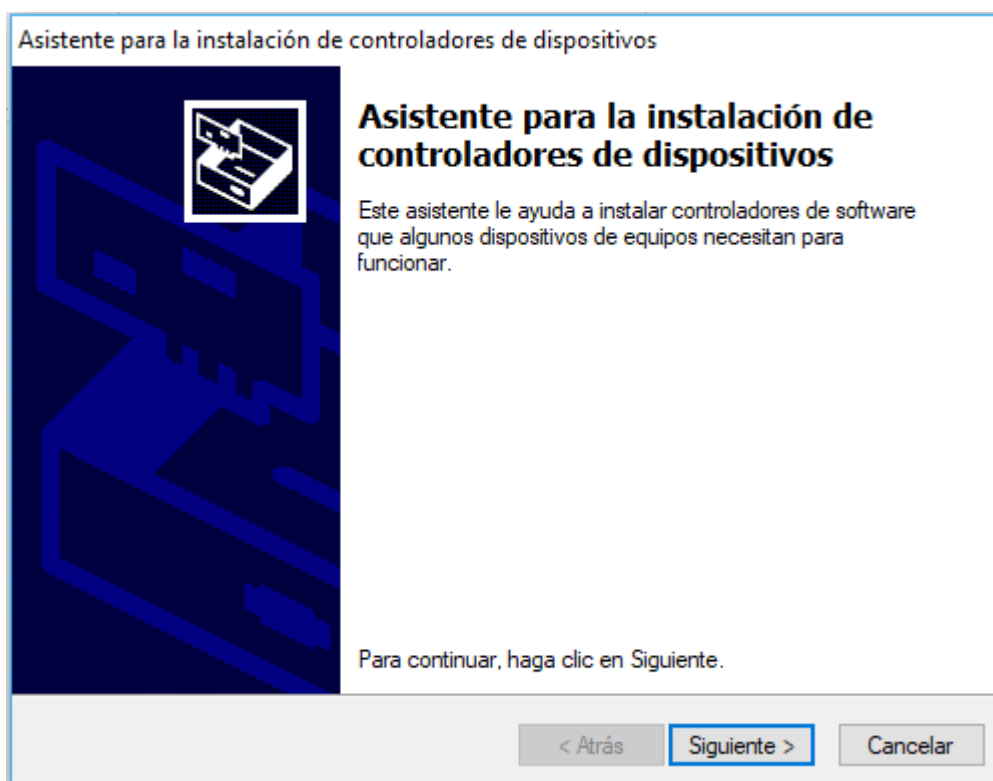 Asistente para la instalación de controladores de dispositivos
Asistente para la instalación de
controladores de dispositivos
Este asistente le ayuda a instalar controladores de software
que algunos dispositivos de equipos necesitan para
funcionar.
Para continuar, haga clic en Siguiente.
< Atrás
Siguiente >
Cancelar